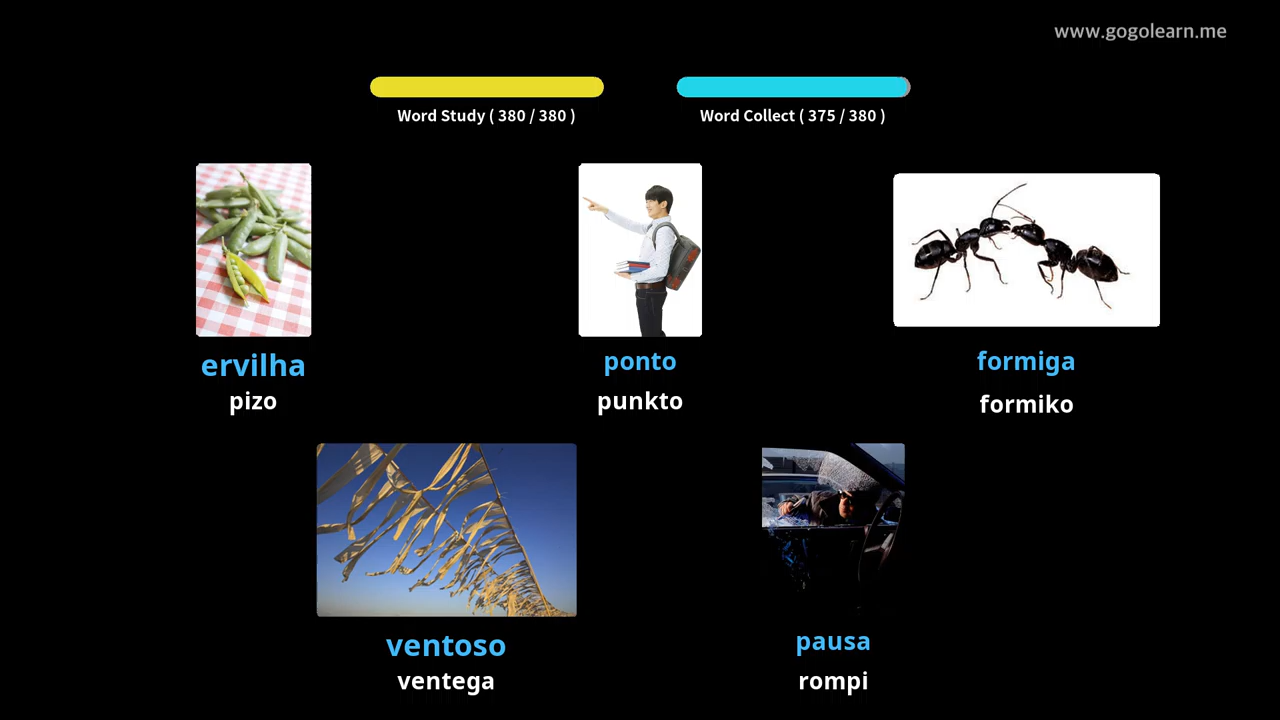 www.gogolearn.me
Word Study ( 380 / 380 )
Word Collect ( 375 / 380 )
ervilha
pizo
ponto
punkto
formiga
formiko
ventoso
ventega
pausa
rompi